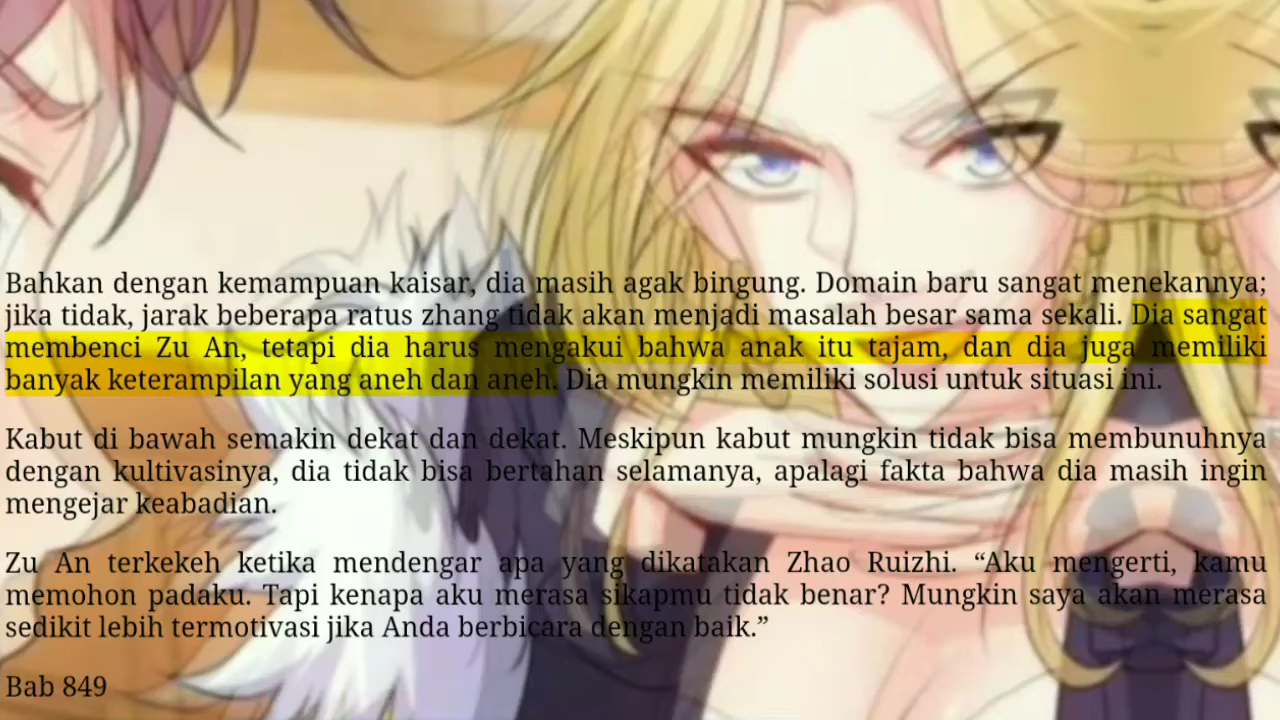 Bahkan dengan kemampuan kaisar, dia masih agak bingung. Domain baru sangat menekannya;
jika tidak, jarak beberapa ratus zhang tidak akan menjadi masalah besar sama sekali. Dia sangat
membenci Zu An, tetapi dia harus mengakui bahwa anak itu tajam, dan dia juga memiliki
banyak keterampilan yang aneh dan aneh. Dia mungkin memiliki solusi untuk situasi ini.
Kabut di bawah semakin dekat dan dekat. Meskipun kabut mungkin tidak bisa membunuhnya
dengan kultivasinya, dia tidak bisa bertahan selamanya, apalagi fakta bahwa dia masih ingin
mengejar keabadian.
Zu An terkekeh ketika mendengar apa yang dikatakan Zhao Ruizhi. “Aku mengerti, kamu
memohon padaku. Tapi kenapa aku merasa sikapmu tidak benar? Mungkin saya akan merasa
sedikit lebih termotivasi jika Anda berbicara dengan baik.”
Bab 849